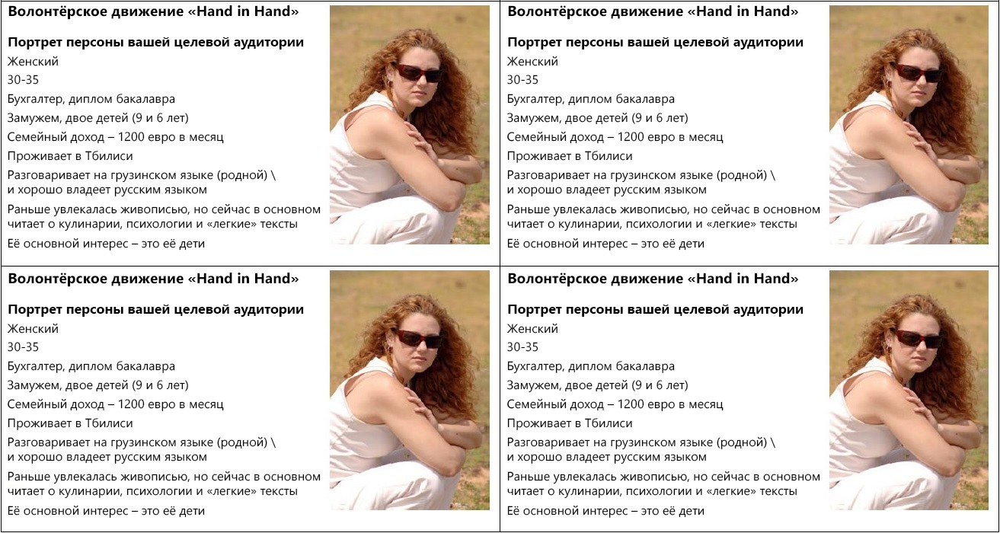 Волонтёрское движение «Hand in Hand»
Портрет персоны вашей целевой аудитории
Женский
30-35
Бухгалтер, диплом бакалавра
Замужем, двое детей (9 и 6 лет)
Семейный доход – 1200 евро в месяц
Проживает в Тбилиси
Разговаривает на грузинском языке (родной) \
и хорошо владеет русским языком
Раньше увлекалась живописью, но сейчас в основном
читает о кулинарии, психологии и «легкие» тексты
Её основной интерес – это её дети
Волонтёрское движение «Hand in Hand»
Портрет персоны вашей целевой аудитории
Женский
30-35
Бухгалтер, диплом бакалавра
Замужем, двое детей (9 и 6 лет)
Семейный доход – 1200 евро в месяц
Проживает в Тбилиси
Разговаривает на грузинском языке (родной) \
и хорошо владеет русским языком
Раньше увлекалась живописью, но сейчас в основном
читает о кулинарии, психологии и «легкие» тексты
Её основной интерес – это её дети
Волонтёрское движение «Hand in Hand»
Портрет персоны вашей целевой аудитории
Женский
30-35
Бухгалтер, диплом бакалавра
Замужем, двое детей (9 и 6 лет)
Семейный доход – 1200 евро в месяц
Проживает в Тбилиси
Разговаривает на грузинском языке (родной) \
и хорошо владеет русским языком
Раньше увлекалась живописью, но сейчас в основном
читает о кулинарии, психологии и «легкие» тексты
Её основной интерес – это её дети
Волонтёрское движение «Hand in Hand»
Портрет персоны вашей целевой аудитории
Женский
30-35
Бухгалтер, диплом бакалавра
Замужем, двое детей (9 и 6 лет)
Семейный доход – 1200 евро в месяц
Проживает в Тбилиси
Разговаривает на грузинском языке (родной) \
и хорошо владеет русским языком
Раньше увлекалась живописью, но сейчас в основном
читает о кулинарии, психологии и «легкие» тексты
Её основной интерес – это её дети